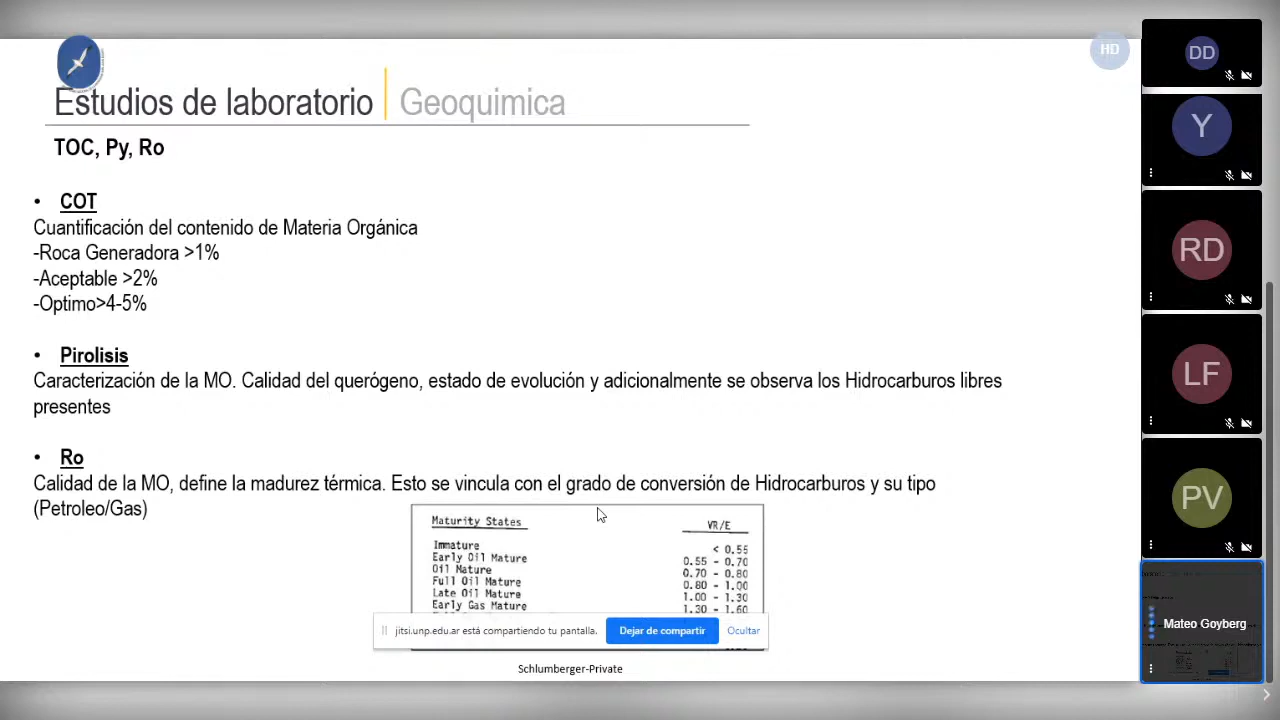 HD
Estudios de laboratorio Geoquimica
TOC, Py, Ro
• COT
Cuantificación del contenido de Materia Orgánica
-Roca Generadora >1%
-Aceptable >2%
-Optimo>4-5%
• Pirolisis
Caracterización de la MO. Calidad del querógeno, estado de evolución y adicionalmente se observa los Hidrocarburos libres
presentes
• Ro
Calidad de la MO, define la madurez térmica. Esto se vincula con el grado de conversión de Hidrocarburos y su tipo
(Petroleo/Gas)
Maturity States VR/E
Immature < 0.55
Early Oil Mature 0.55 - 0.70
Oil Mature 0.70 - 0.80
Full Oil Mature 0.80 - 1.00
Late Oil Mature 1.00 - 1.30
Early Gas Mature 1.30 - 1.60
jitsi.unp.edu.ar está compartiendo tu pantalla. Dejar de compartir Ocultar
Schlumberger-Private
DD
Y
RD
LF
PV
Mateo Goyberg